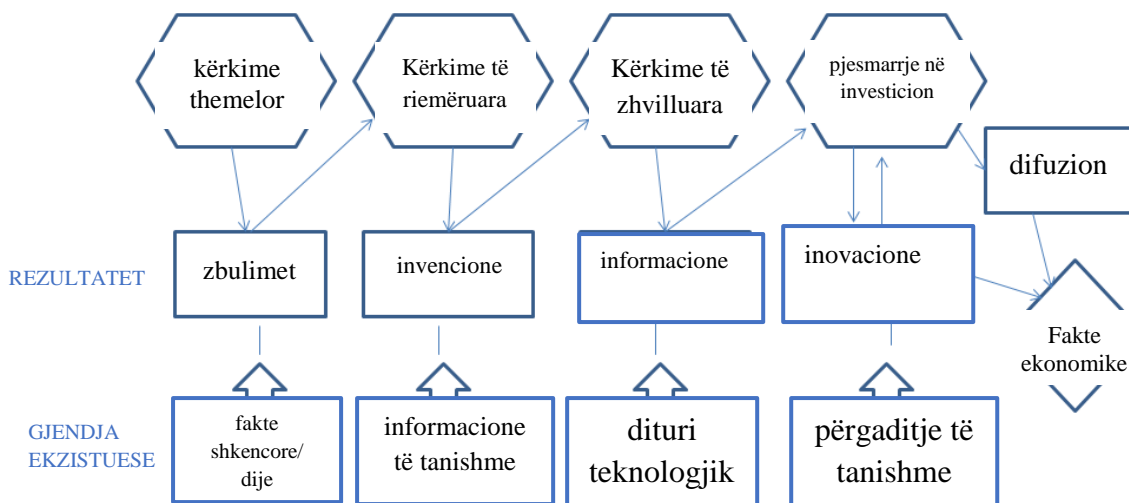 kërkime
themelor
Kërkime të
riemëruara
Kërkime të
zhvilluara
pjesmarrje në
investicion
difuzion
REZULTATET
zbulimet
invencione
informacione
inovacione
Fakte
ekonomike
GJENDJA
EKZISTUESE
fakte
shkencore/
dije
informacione
të tanishme
dituri
teknologjik
përgaditje të
tanishme